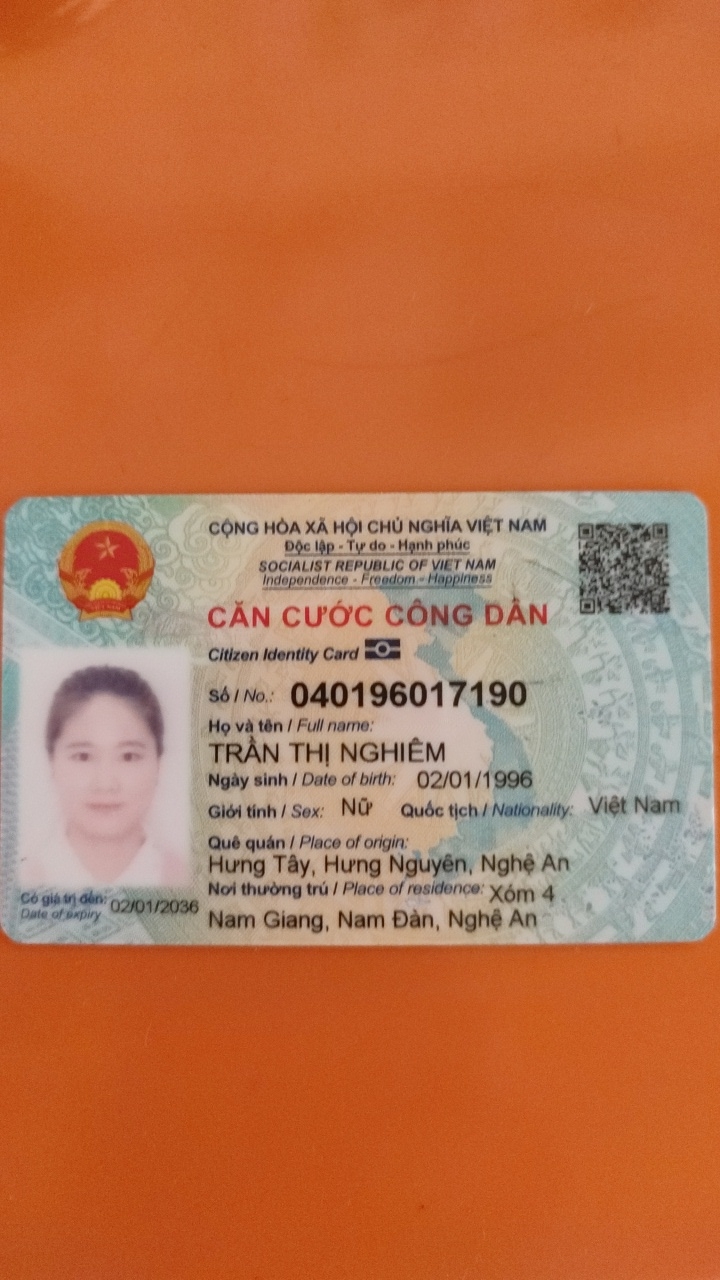 CỘNG HÒA XÃ HỘI CHỦ NGHĨA VIỆT NAM
Độc lập - Tự do - Hạnh phúc
SOCIALIST REPUBLIC OF VIET NAM
Independence - Freedom - Happiness
CĂN CƯỚC CÔNG DÂN
Citizen Identity Card
Số / No.: 040196017190
Họ và tên / Full name:
TRẦN THỊ NGHIÊM
Ngày sinh / Date of birth: 02/01/1996
Giới tính / Sex: Nữ Quốc tịch / Nationality: Việt Nam
Quê quán / Place of origin:
Hưng Tây, Hưng Nguyên, Nghệ An
Nơi thường trú / Place of residence: Xóm 4
Nam Giang, Nam Đàn, Nghệ An
Có giá trị đến: 02/01/2036
Date of expiry